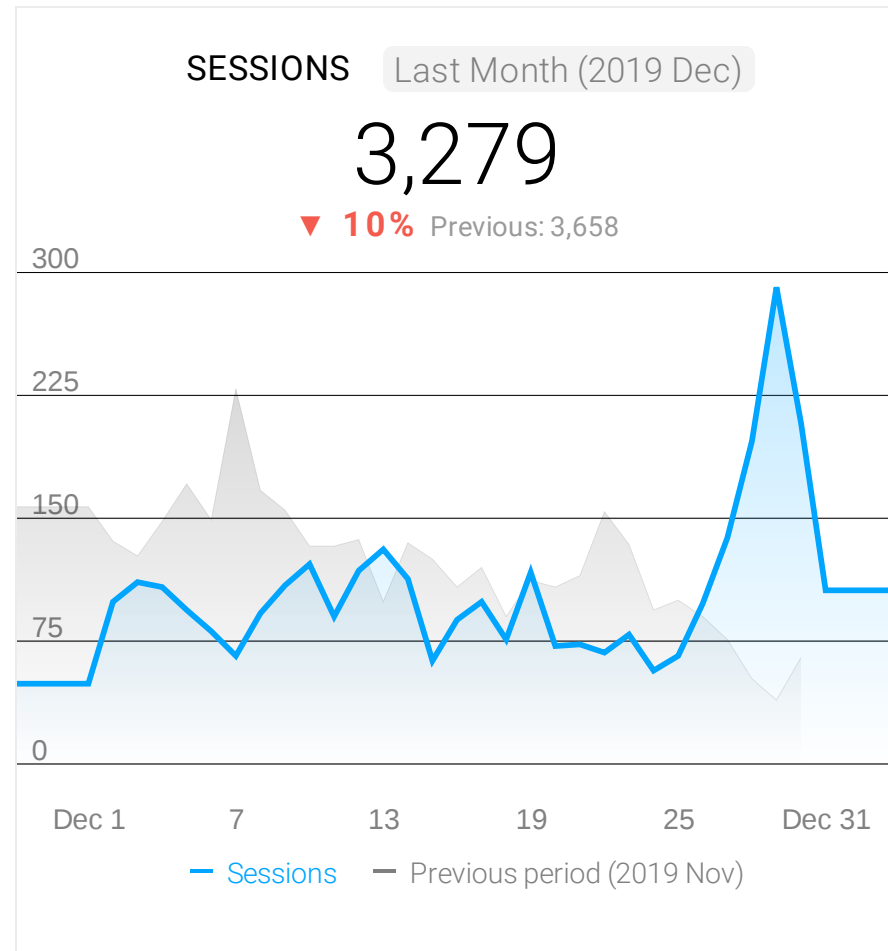 SESSIONS Last Month (2019 Dec)
3,279
▼ 10% Previous: 3,658
300
225
150
75
0
Dec 1 7 13 19 25 Dec 31
Sessions Previous period (2019 Nov)